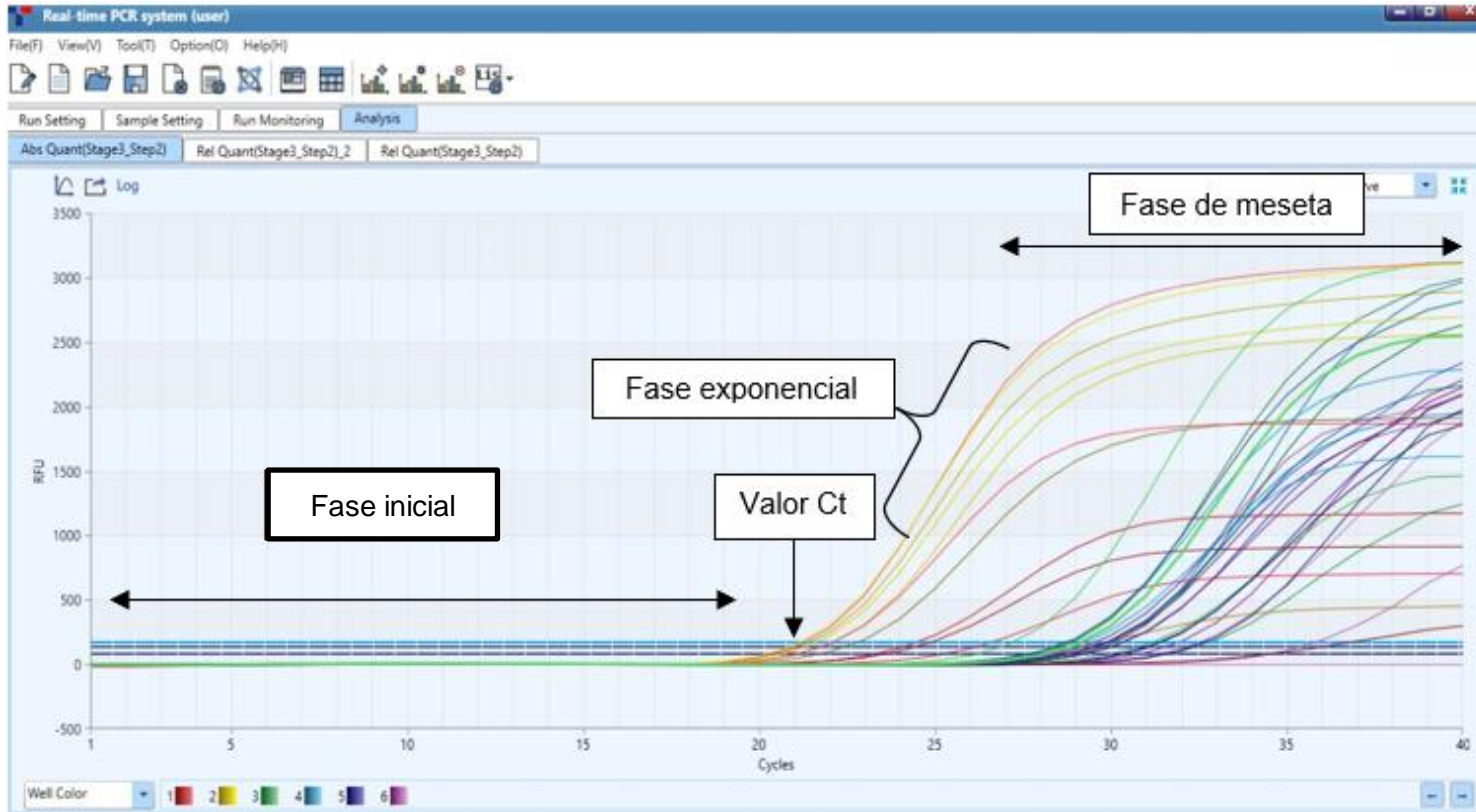 Real-time PCR system (user)
File(F) View(V) Tool(T) Option(O) Help(H)
Run Setting Sample Setting Run Monitoring Analysis
Abs Quant(Stage3_Step2) Rel Quant(Stage3_Step2)_2 Rel Quant(Stage3_Step2)
Log
ve
Fase de meseta
Fase exponencial
Valor Ct
Fase inicial
3500
3000
2500
2000
1500
1000
500
0
-500
RFU
1 5 10 15 20 25 30 35 40
Cycles
Well Color 1 2 3 4 5 6